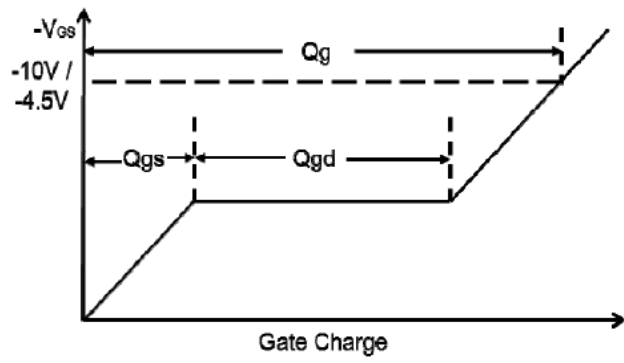 -VGS
Qg
-10V /
-4.5V
Qgs
Qgd
Gate Charge